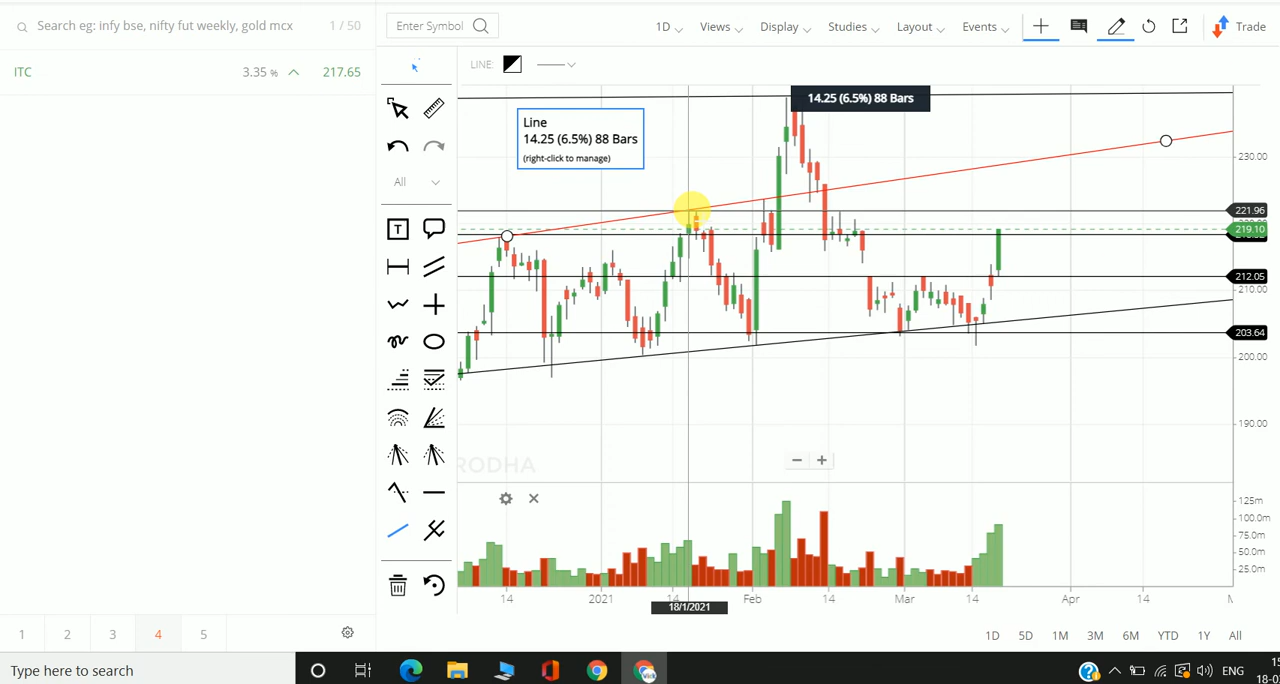 Search eg: infy bse, nifty fut weekly, gold mcx 1 / 50
Enter Symbol
1D Views Display Studies Layout Events Trade
ITC 3.35 % 217.65
LINE:
14.25 (6.5%) 88 Bars
Line
14.25 (6.5%) 88 Bars
(right-click to manage)
All
230.00
221.96
219.10
212.05
210.00
203.64
200.00
190.00
RODHA
125m
100.0m
75.0m
50.0m
25.0m
14 2021 14 Feb 14 Mar 14 Apr 14
18/1/2021
1 2 3 4 5
1D 5D 1M 3M 6M YTD 1Y All
Type here to search
ENG